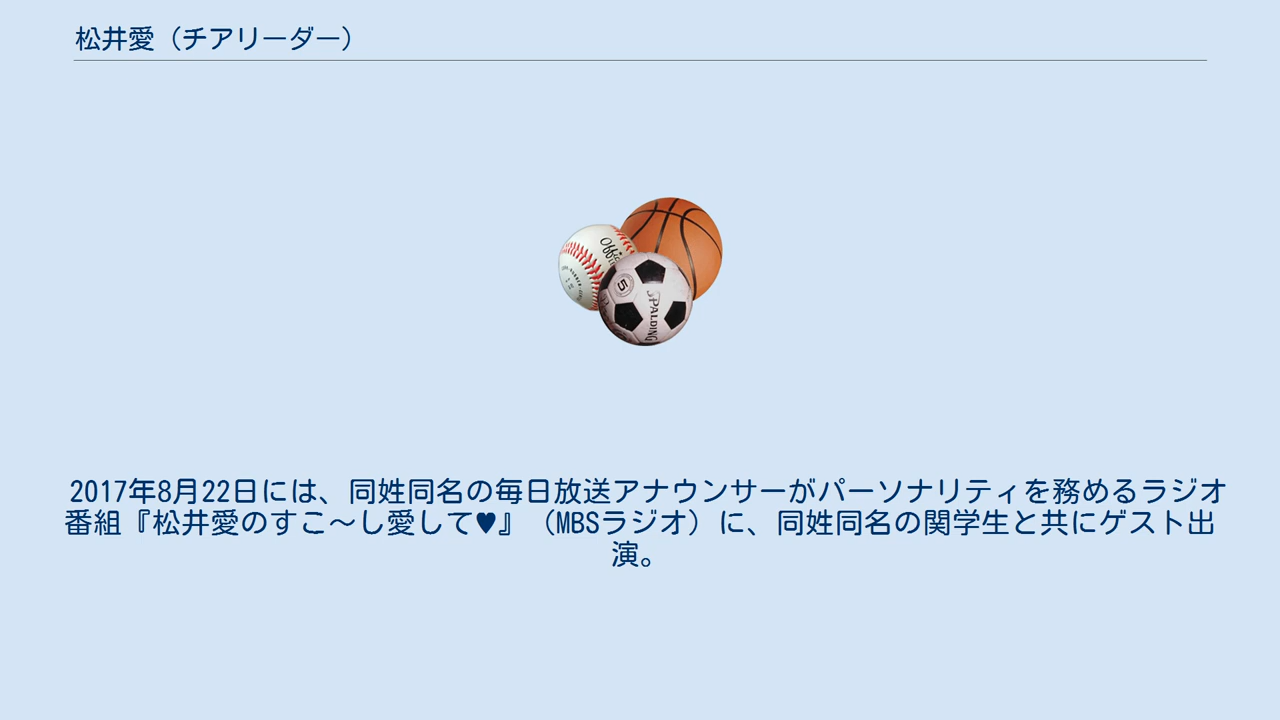 松井愛（チアリーダー）
Offic
5
SPALDING
2017年8月22日には、同姓同名の毎日放送アナウンサーがパーソナリティを務めるラジオ
番組『松井愛のすこ～し愛して♥』（MBSラジオ）に、同姓同名の関学生と共にゲスト出
演。